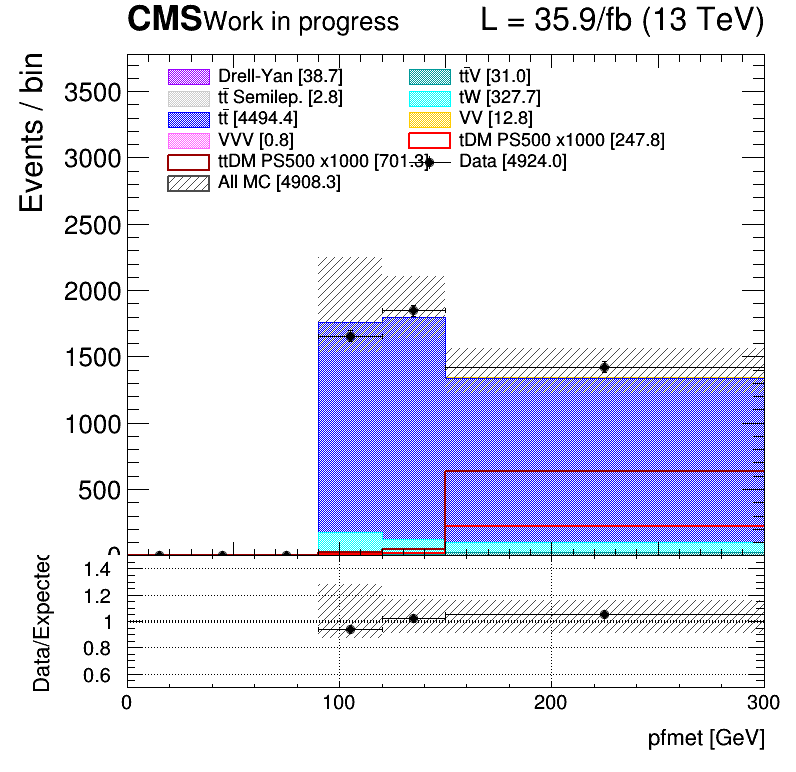 CMS Work in progress L = 35.9/fb (13 TeV)
Events / bin
Drell-Yan [38.7] tt̄V [31.0]
tt̄ Semilep. [2.8] tW [327.7]
tt̄ [4494.4] VV [12.8]
VVV [0.8] tDM PS500 x1000 [247.8]
ttDM PS500 x1000 [701.3] Data [4924.0]
All MC [4908.3]
3500
3000
2500
2000
1500
1000
500
0
Data/Expected
1.4
1.2
1
0.8
0.6
0 100 200 300
pfmet [GeV]